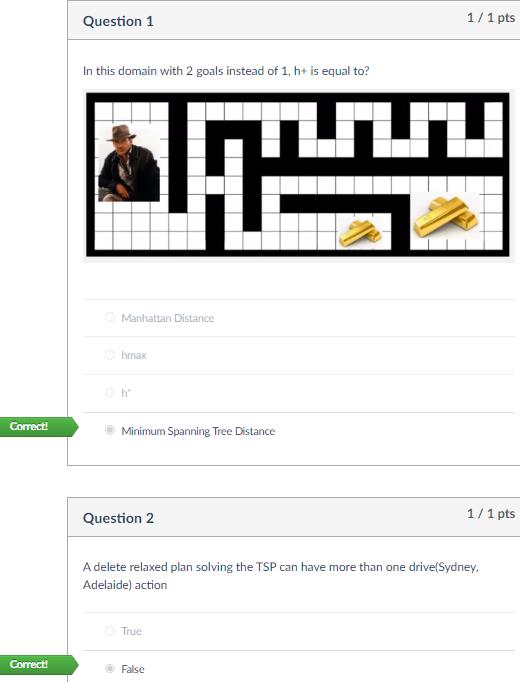 Question 1
1 / 1 pts
In this domain with 2 goals instead of 1, h+ is equal to?
Manhattan Distance
hmax
h*
Correct!
Minimum Spanning Tree Distance
Question 2
1 / 1 pts
A delete relaxed plan solving the TSP can have more than one drive(Sydney,
Adelaide) action
True
Correct!
False